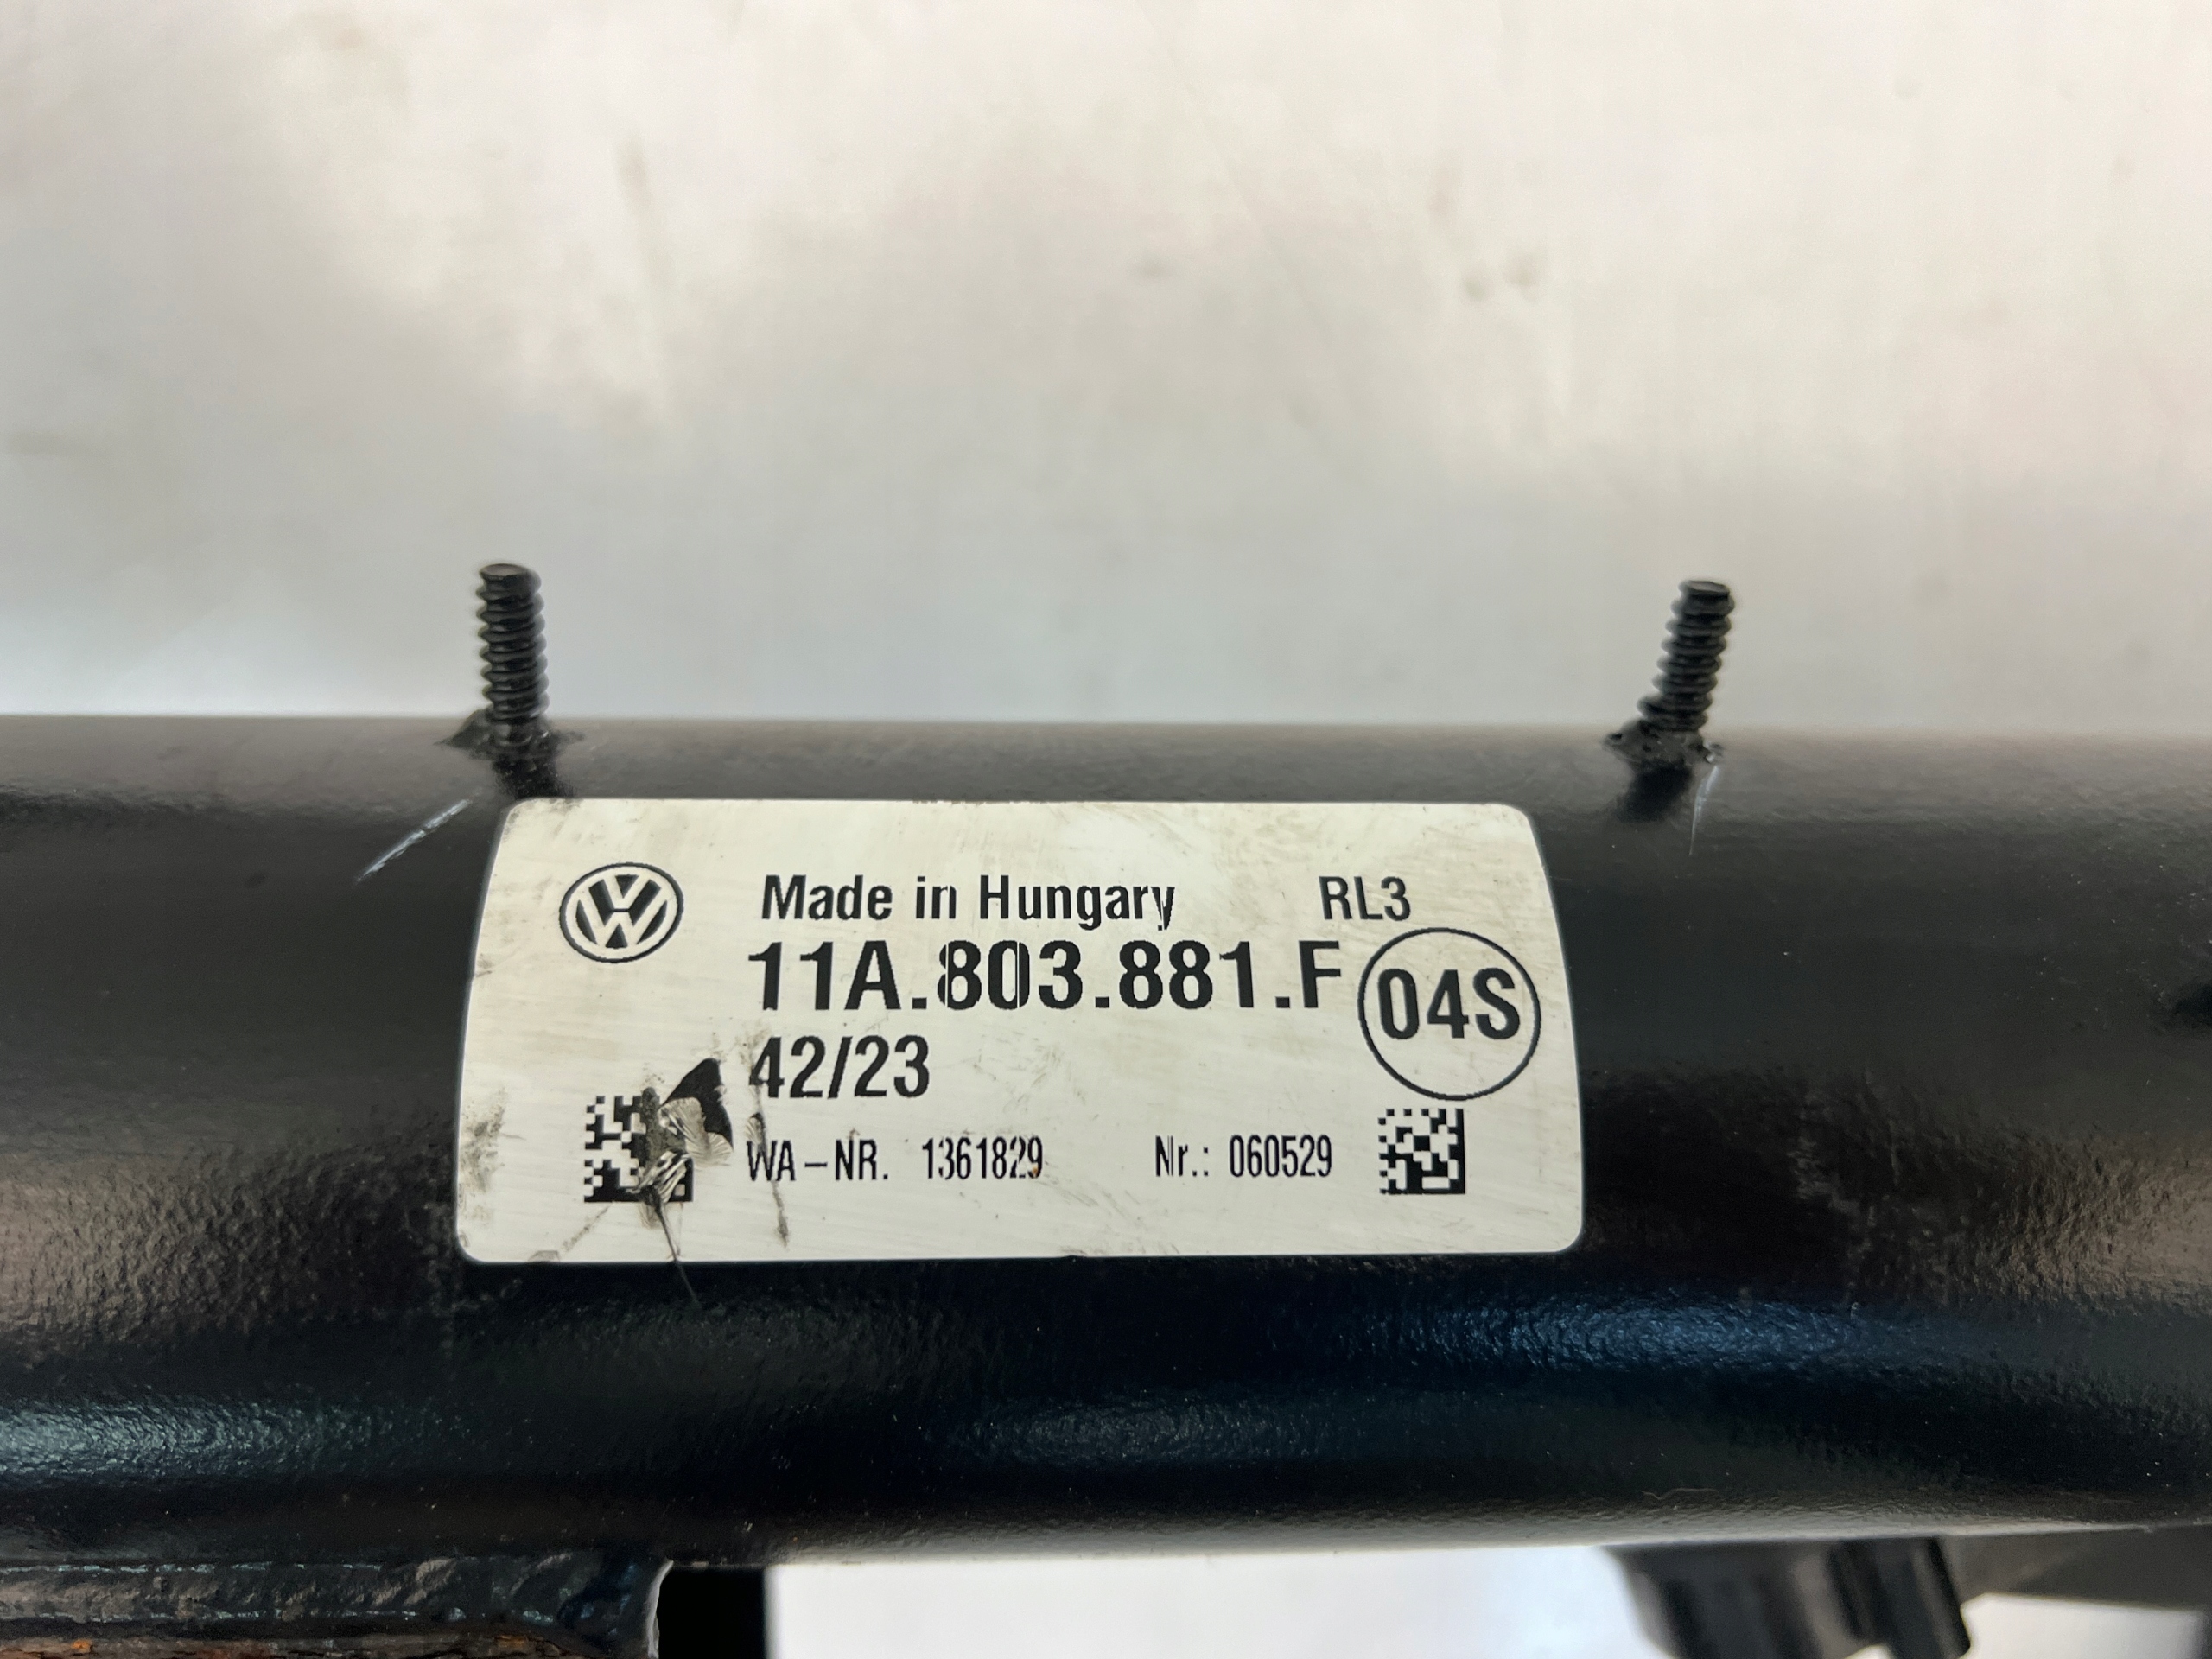 Made in Hungary RL3
11A.803.881.F 04S
42/23
WA-NR. 1361829 Nr.: 060529